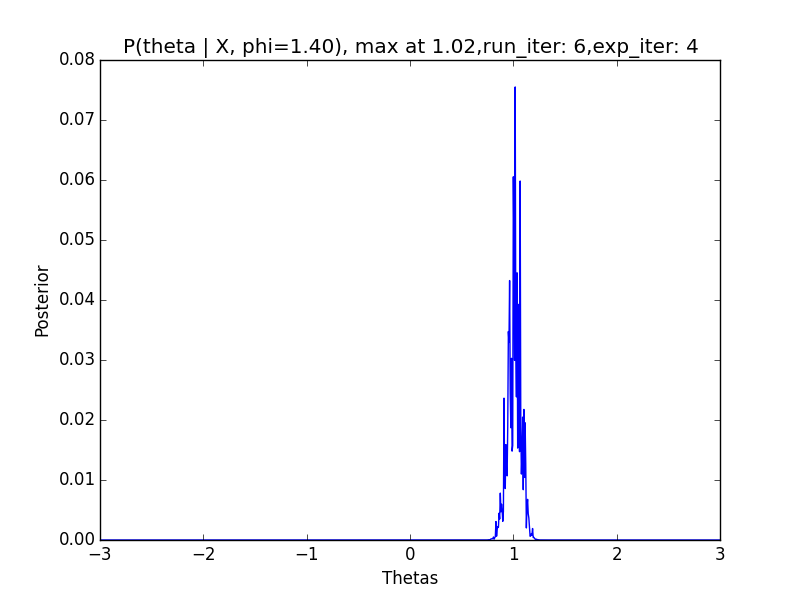 P(theta | X, phi=1.40), max at 1.02,run_iter: 6,exp_iter: 4
0.08
0.07
0.06
0.05
0.04
0.03
0.02
0.01
0.00
Posterior
−3 −2 −1 0 1 2 3
Thetas